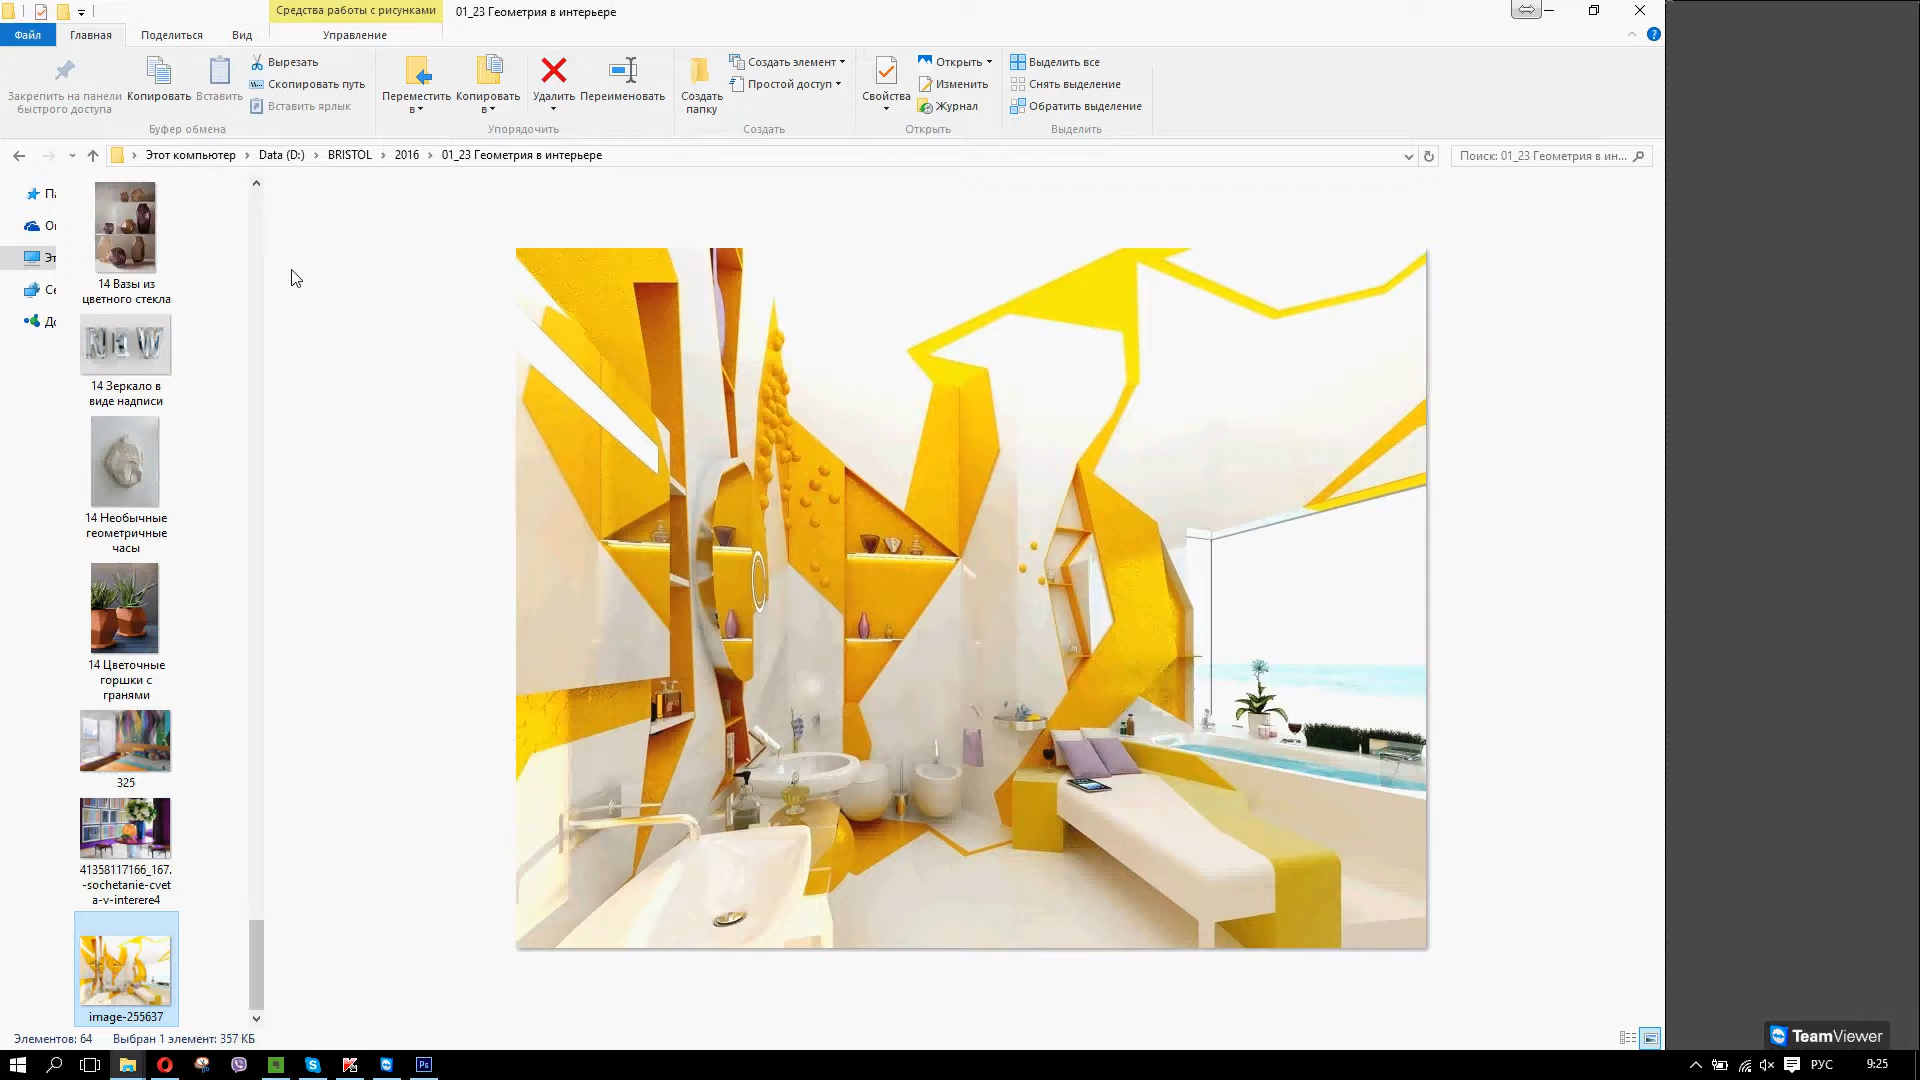 Средства работы с рисунками
01_23 Геометрия в интерьере
Файл
Главная
Поделиться
Вид
Управление
Закрепить на панели
быстрого доступа
Копировать
Вставить
Вырезать
Скопировать путь
Вставить ярлык
Буфер обмена
Переместить
в
Копировать
в
Удалить
Переименовать
Упорядочить
Создать
папку
Создать элемент
Простой доступ
Создать
Свойства
Открыть
Изменить
Журнал
Открыть
Выделить все
Снять выделение
Обратить выделение
Выделить
Этот компьютер
Data (D:)
BRISTOL
2016
01_23 Геометрия в интерьере
Поиск: 01_23 Геометрия в ин...
14 Вазы из
цветного стекла
NEW
14 Зеркало в
виде надписи
14 Необычные
геометричные
часы
14 Цветочные
горшки с
гранями
325
41358117166_167.
-sochetanie-cvet
a-v-interere4
image-255637
Элементов: 64
Выбран 1 элемент: 357 КБ
TeamViewer
Ps
РУС
9:25